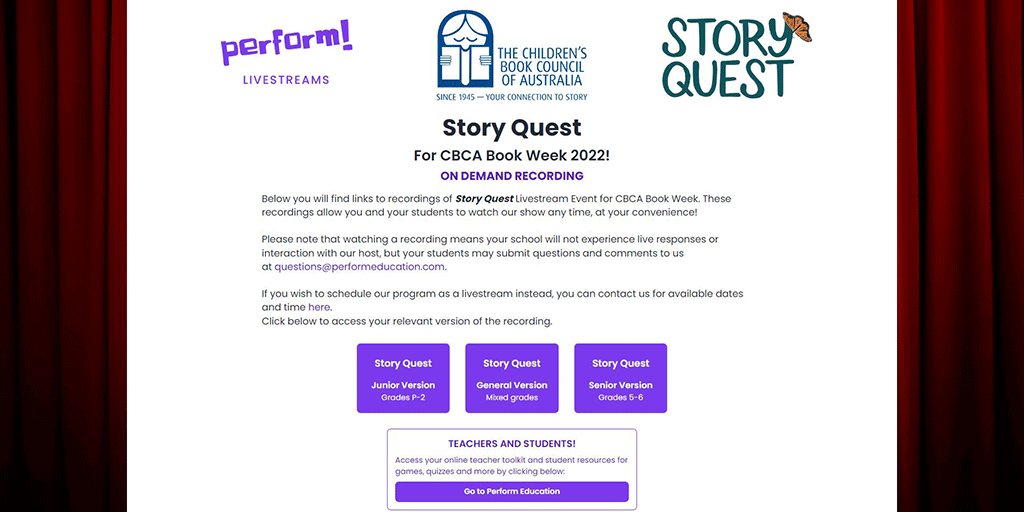 perform!
LIVESTREAMS
THE CHILDREN'S
BOOK COUNCIL
OF AUSTRALIA
SINCE 1945 — YOUR CONNECTION TO STORY
STORY
QUEST
Story Quest
For CBCA Book Week 2022!
ON DEMAND RECORDING
Below you will find links to recordings of Story Quest Livestream Event for CBCA Book Week. These
recordings allow you and your students to watch our show any time, at your convenience!
Please note that watching a recording means your school will not experience live responses or
interaction with our host, but your students may submit questions and comments to us
at questions@performeducation.com.
If you wish to schedule our program as a livestream instead, you can contact us for available dates
and time here.
Click below to access your relevant version of the recording.
Story Quest
Junior Version
Grades P-2
Story Quest
General Version
Mixed grades
Story Quest
Senior Version
Grades 5-6
TEACHERS AND STUDENTS!
Access your online teacher toolkit and student resources for
games, quizzes and more by clicking below:
Go to Perform Education